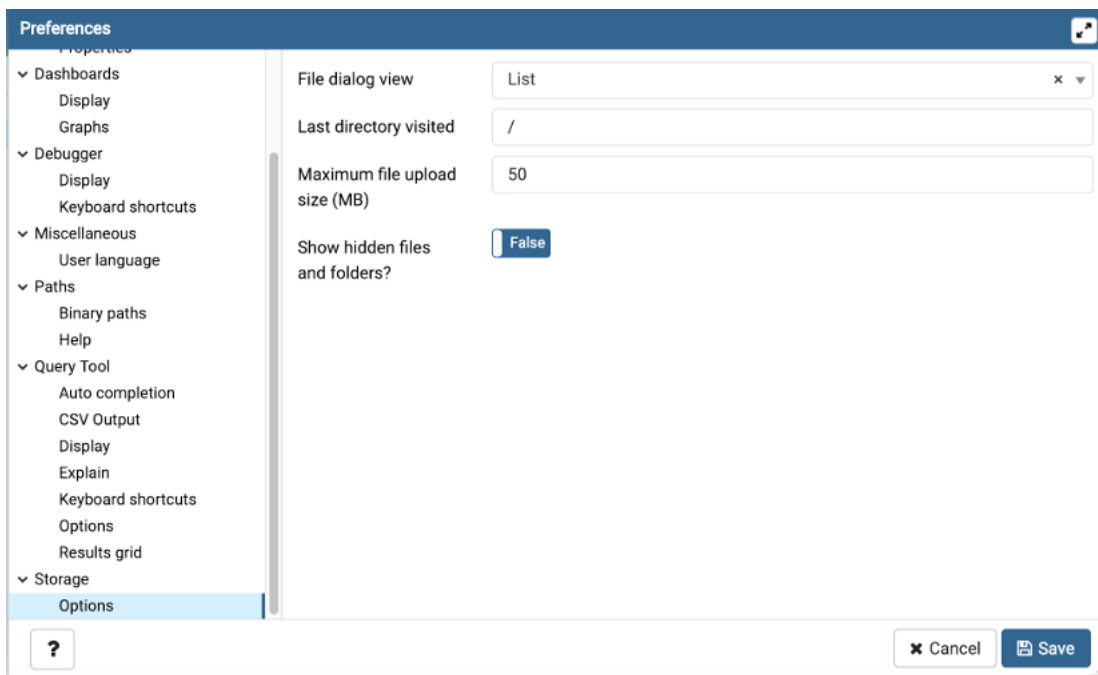 Preferences
Properties
Dashboards
Display
Graphs
Debugger
Display
Keyboard shortcuts
Miscellaneous
User language
Paths
Binary paths
Help
Query Tool
Auto completion
CSV Output
Display
Explain
Keyboard shortcuts
Options
Results grid
Storage
Options
File dialog view
List
Last directory visited
/
Maximum file upload
size (MB)
50
Show hidden files
and folders?
False
?
Cancel
Save